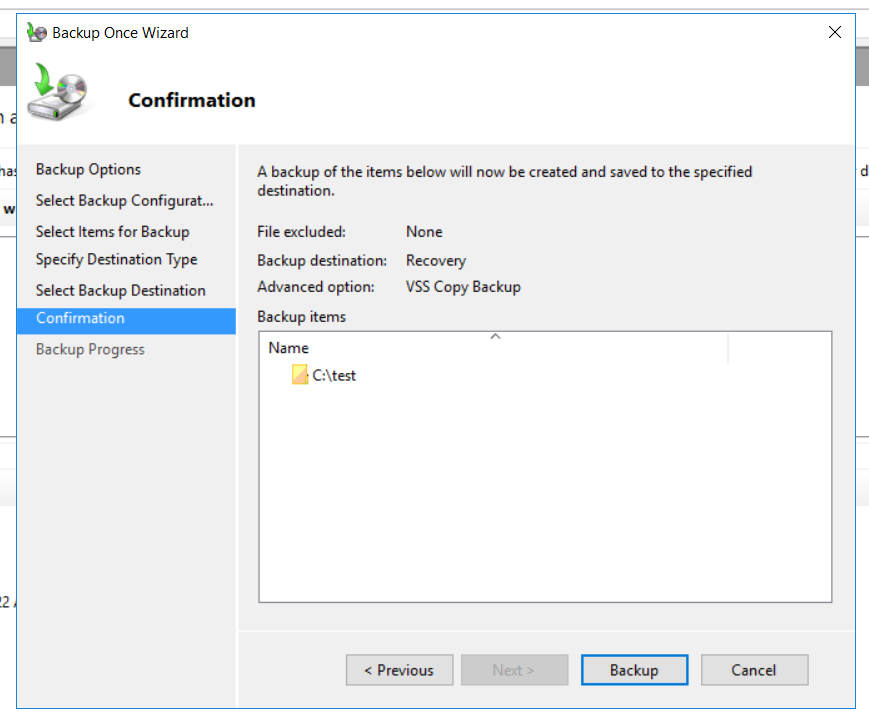 Backup Once Wizard
Confirmation
Backup Options
Select Backup Configurat...
Select Items for Backup
Specify Destination Type
Select Backup Destination
Confirmation
Backup Progress
A backup of the items below will now be created and saved to the specified
destination.
File excluded: None
Backup destination: Recovery
Advanced option: VSS Copy Backup
Backup items
Name
C:\test
< Previous
Next >
Backup
Cancel